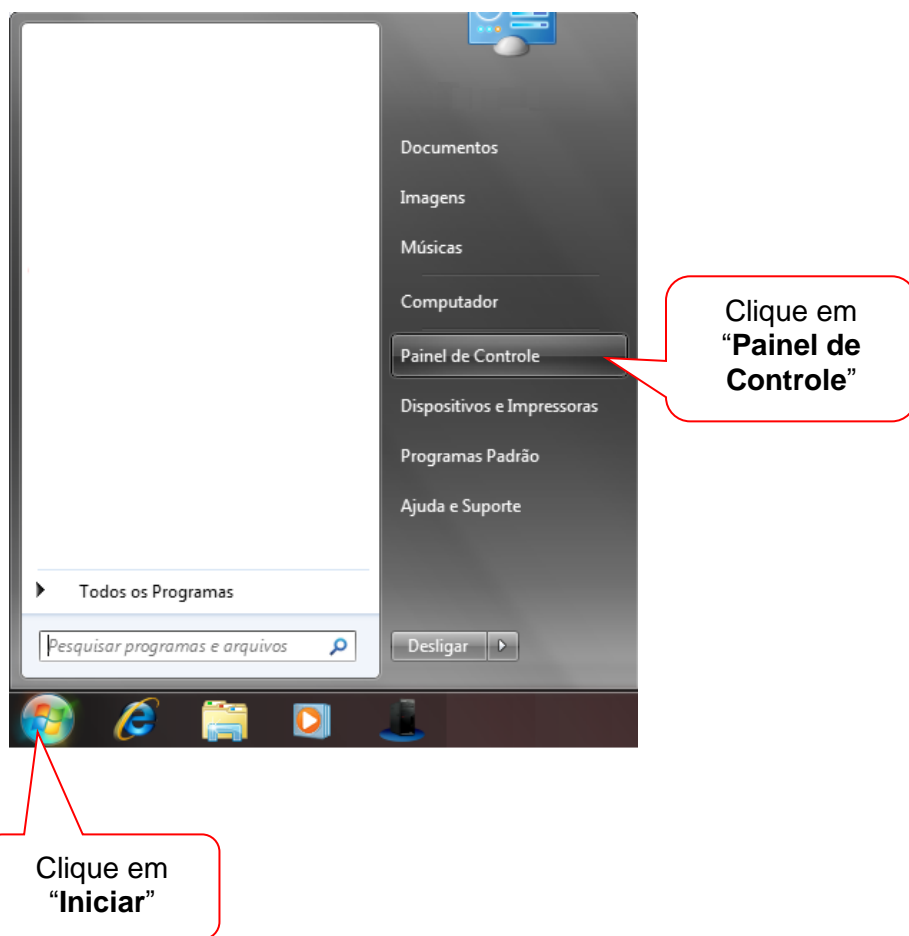 Documentos
Imagens
Músicas
Computador
Painel de Controle
Dispositivos e Impressoras
Programas Padrão
Ajuda e Suporte
Todos os Programas
Pesquisar programas e arquivos
Desligar
Clique em
“Painel de
Controle”
Clique em
“Iniciar”